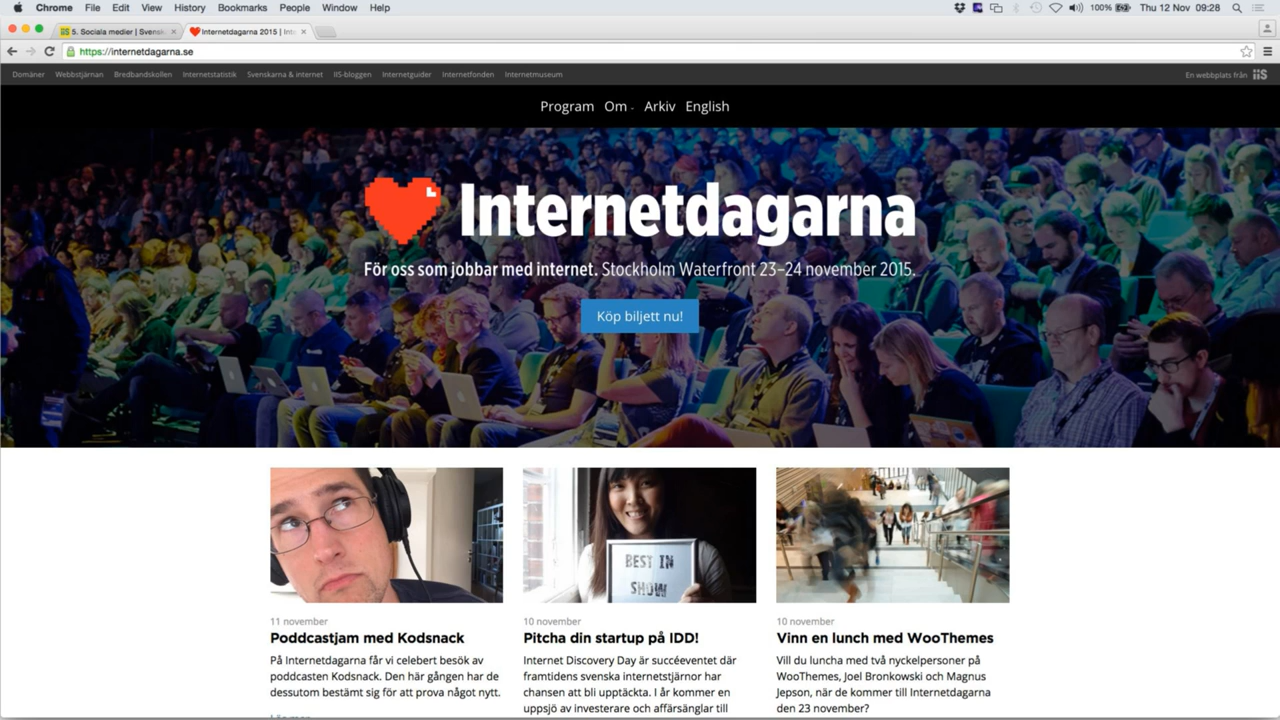 Chrome File Edit View History Bookmarks People Window Help 100% Thu 12 Nov 09:28
5. Sociala medier | Svensk Internetdagarna 2015 | Int
https://internetdagarna.se
Domäner Webbstjärnan Bredbandskollen Internetstatistik Svenskarna & internet IIS-bloggen Internetguider Internetfonden Internetmuseum En webbplats från iis
Program Om Arkiv English
Internetdagarna
För oss som jobbar med internet. Stockholm Waterfront 23–24 november 2015.
Köp biljett nu!
BEST IN
SHOW
11 november
Poddcastjam med Kodsnack
På Internetdagarna får vi celebert besök av
podcasten Kodsnack. Den här gången har de
dessutom bestämt sig för att prova något nytt.
10 november
Pitcha din startup på IDD!
Internet Discovery Day är succéeventet där
framtidens svenska internetstjärnor har
chansen att bli upptäckta. I år kommer en
uppsjö av investerare och affärsänglar till
10 november
Vinn en lunch med WooThemes
Vill du luncha med två nyckelpersoner på
WooThemes, Joel Bronkowski och Magnus
Jepson, när de kommer till Internetdagarna
den 23 november?